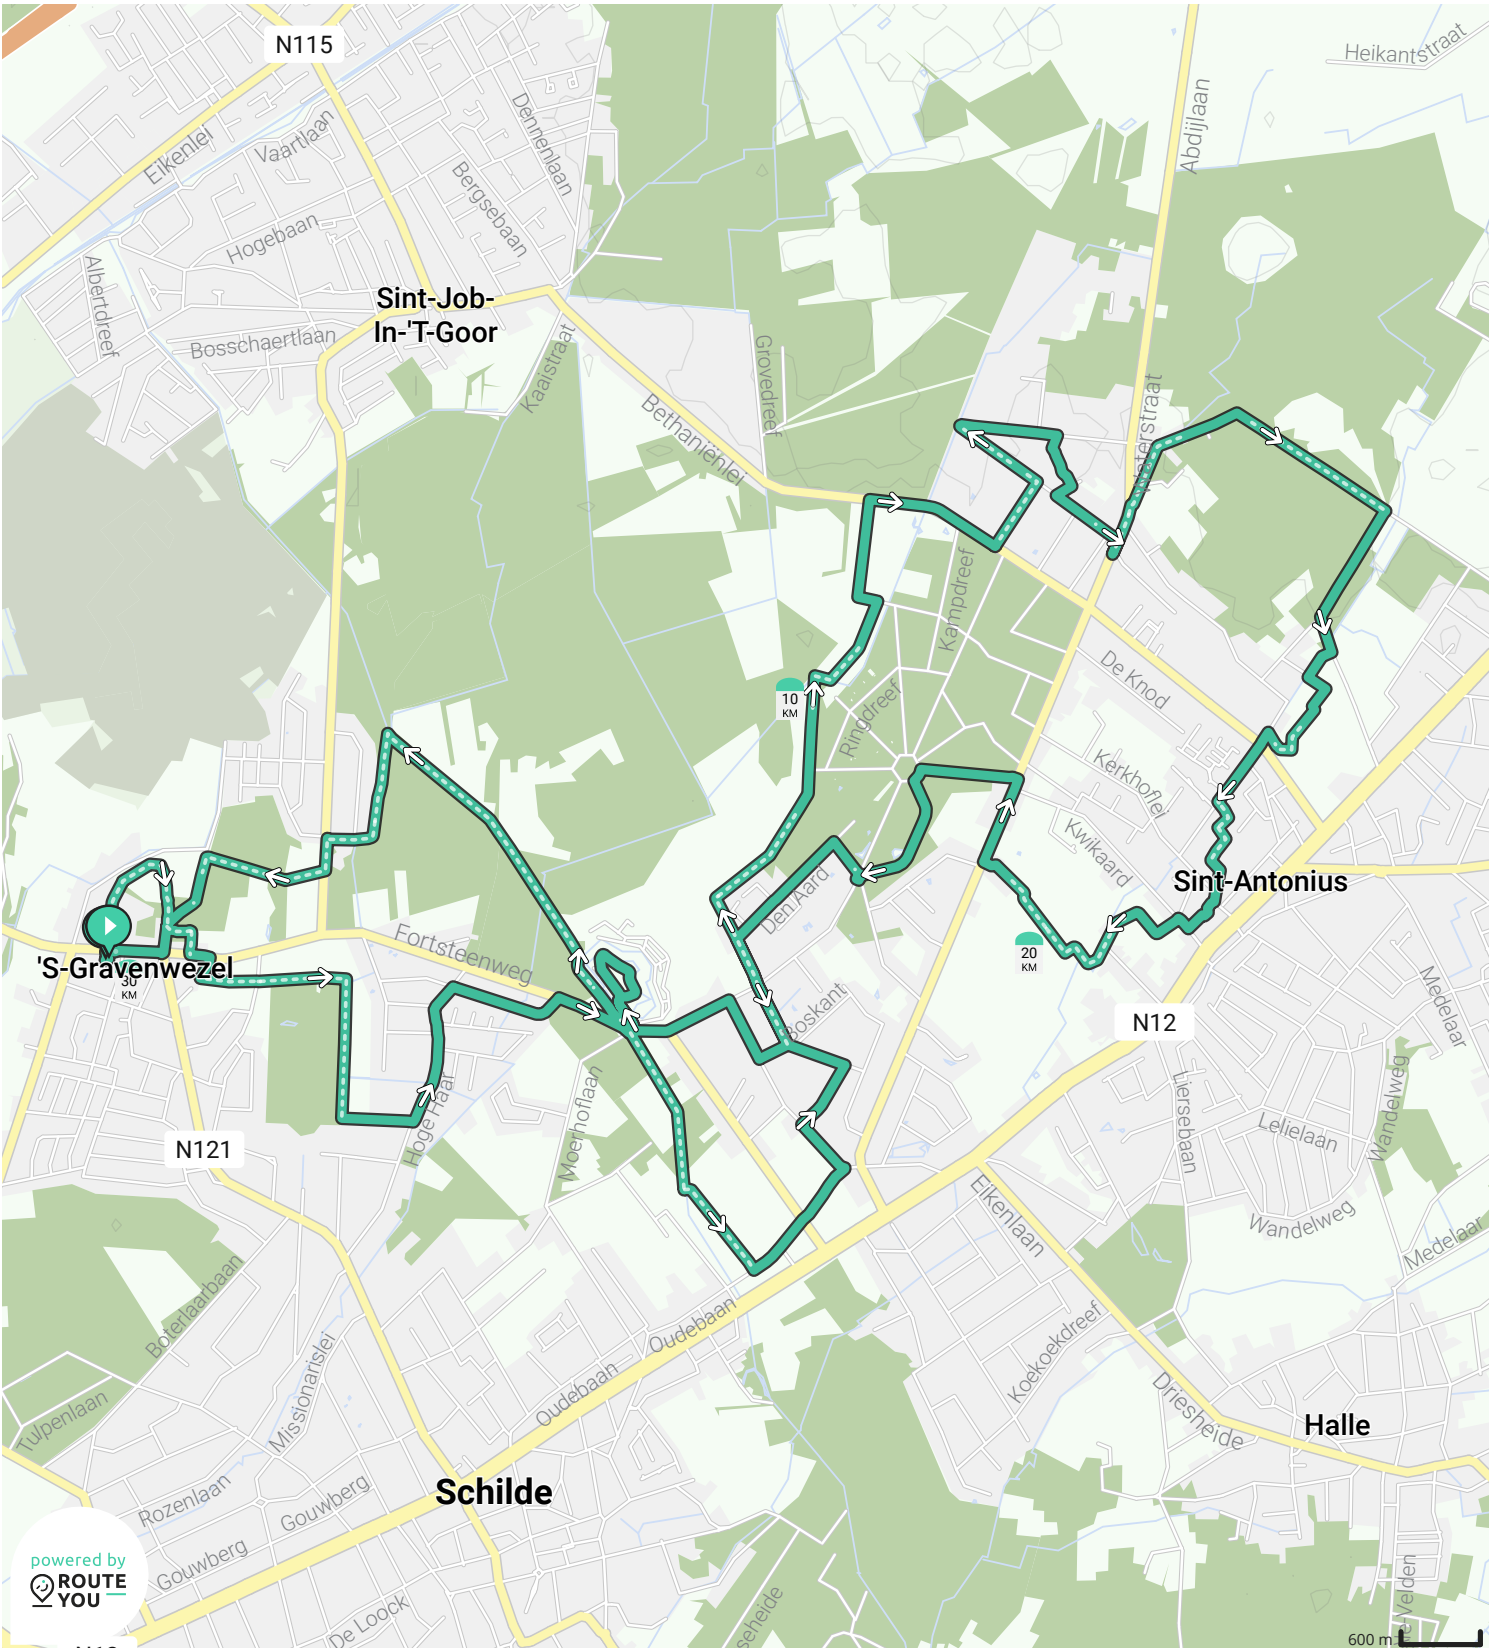 N115
Heikantstraat
Eikenlei
Vaartlaan
Dennenlaan
Abdijlaan
Bergsebaan
Hogebaan
Albertdreef
Sint-Job-
In-'T-Goor
Bosschaertlaan
Kaaistraat
Grovedreef
Bethaniënlei
Waterstraat
Kampdreef
De Knod
10
KM
Ringdreef
Kerkhoflei
Kwikaard
Sint-Antonius
Den Aard
Fortsteenweg
20
KM
'S-Gravenwezel
30
KM
Boskant
N12
Medelaar
Hoge Haar
Moerhoflaan
Liersebaan
Lelielaan
Wandelweg
N121
Eikenlaan
Wandelweg
Medelaar
Boterlaarbaan
Oudebaan
Koekoekdreef
Missionarislei
Oudebaan
Driesheide
Halle
Tulpenlaan
Schilde
Rozenlaan
Gouwberg
Gouwberg
powered by
ROUTE
YOU
De Loock
600 m